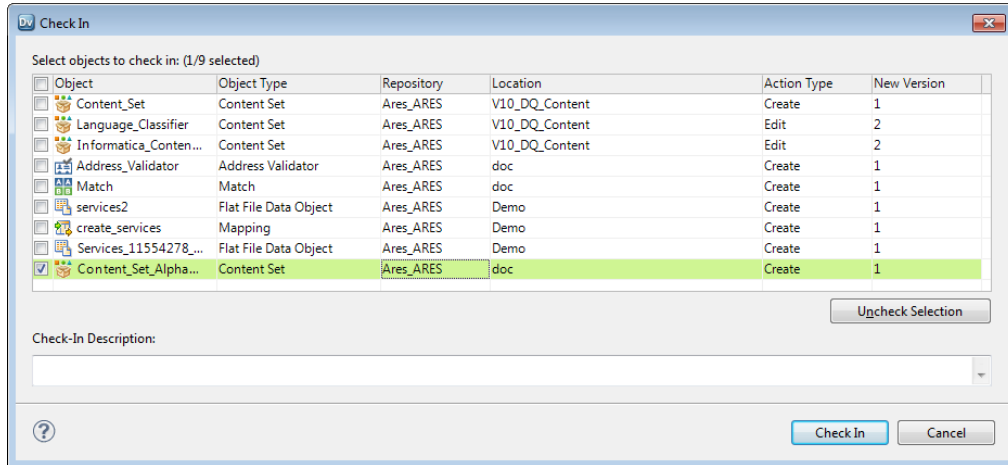 Dv Check In
Select objects to check in: (1/9 selected)
Object Object Type Repository Location Action Type New Version
Content_Set Content Set Ares_ARES V10_DQ_Content Create 1
Language_Classifier Content Set Ares_ARES V10_DQ_Content Edit 2
Informatica_Conten... Content Set Ares_ARES V10_DQ_Content Edit 2
Address_Validator Address Validator Ares_ARES doc Create 1
Match Match Ares_ARES doc Create 1
services2 Flat File Data Object Ares_ARES Demo Create 1
create_services Mapping Ares_ARES Demo Create 1
Services_11554278_... Flat File Data Object Ares_ARES Demo Create 1
Content_Set_Alpha... Content Set Ares_ARES doc Create 1
Uncheck Selection
Check-In Description:
?
Check In Cancel